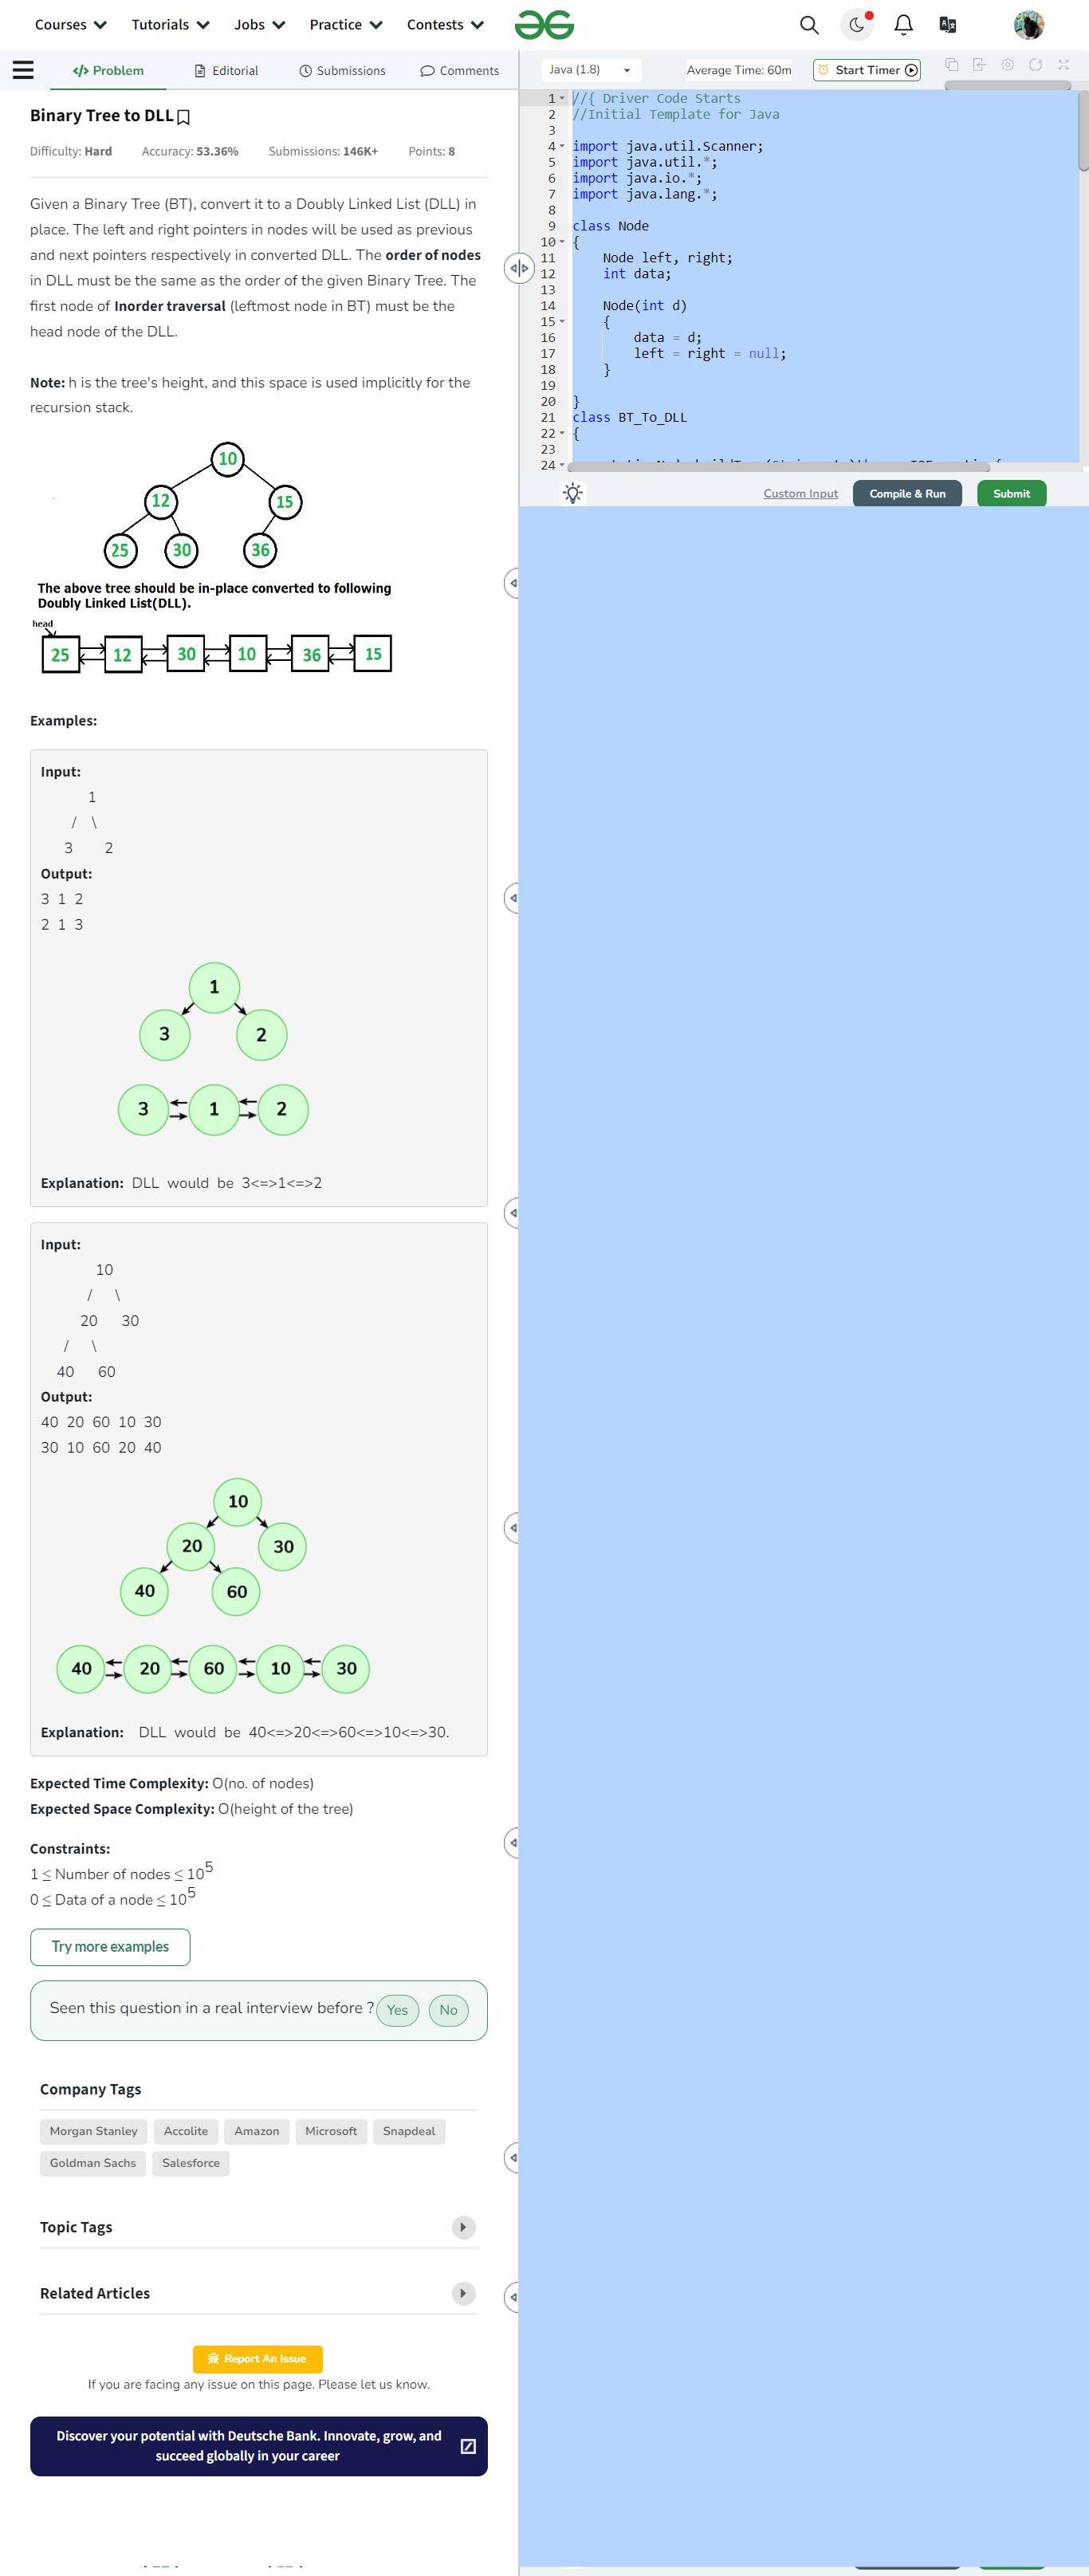 Courses Tutorials Jobs Practice Contests
Problem Editorial Submissions Comments
Binary Tree to DLL
Difficulty: Hard Accuracy: 53.36% Submissions: 146K+ Points: 8
Given a Binary Tree (BT), convert it to a Doubly Linked List (DLL) in
place. The left and right pointers in nodes will be used as previous
and next pointers respectively in converted DLL. The order of nodes
in DLL must be the same as the order of the given Binary Tree. The
first node of Inorder traversal (leftmost node in BT) must be the
head node of the DLL.
Note: h is the tree's height, and this space is used implicitly for the
recursion stack.
10
12 15
25 30 36
The above tree should be in-place converted to following
Doubly Linked List(DLL).
head
25 12 30 10 36 15
Examples:
Input:
1
/ \
3 2
Output:
3 1 2
2 1 3
1
3 2
3 1 2
Explanation: DLL would be 3<=>1<=>2
Input:
10
/ \
20 30
/ \
40 60
Output:
40 20 60 10 30
30 10 60 20 40
10
20 30
40 60
40 20 60 10 30
Explanation: DLL would be 40<=>20<=>60<=>10<=>30.
Expected Time Complexity: O(no. of nodes)
Expected Space Complexity: O(height of the tree)
Constraints:
1 ≤ Number of nodes ≤ 10^5
0 ≤ Data of a node ≤ 10^5
Try more examples
Seen this question in a real interview before ? Yes No
Company Tags
Morgan Stanley Accolite Amazon Microsoft Snapdeal
Goldman Sachs Salesforce
Topic Tags
Related Articles
Report An Issue
If you are facing any issue on this page. Please let us know.
Discover your potential with Deutsche Bank. Innovate, grow, and
succeed globally in your career
Java (1.8) Average Time: 60m Start Timer
1 //{ Driver Code Starts
2 //Initial Template for Java
3
4 import java.util.Scanner;
5 import java.util.*;
6 import java.io.*;
7 import java.lang.*;
8
9 class Node
10 {
11 Node left, right;
12 int data;
13
14 Node(int d)
15 {
16 data = d;
17 left = right = null;
18 }
19
20 }
21 class BT_To_DLL
22 {
23
24
Custom Input Compile & Run Submit